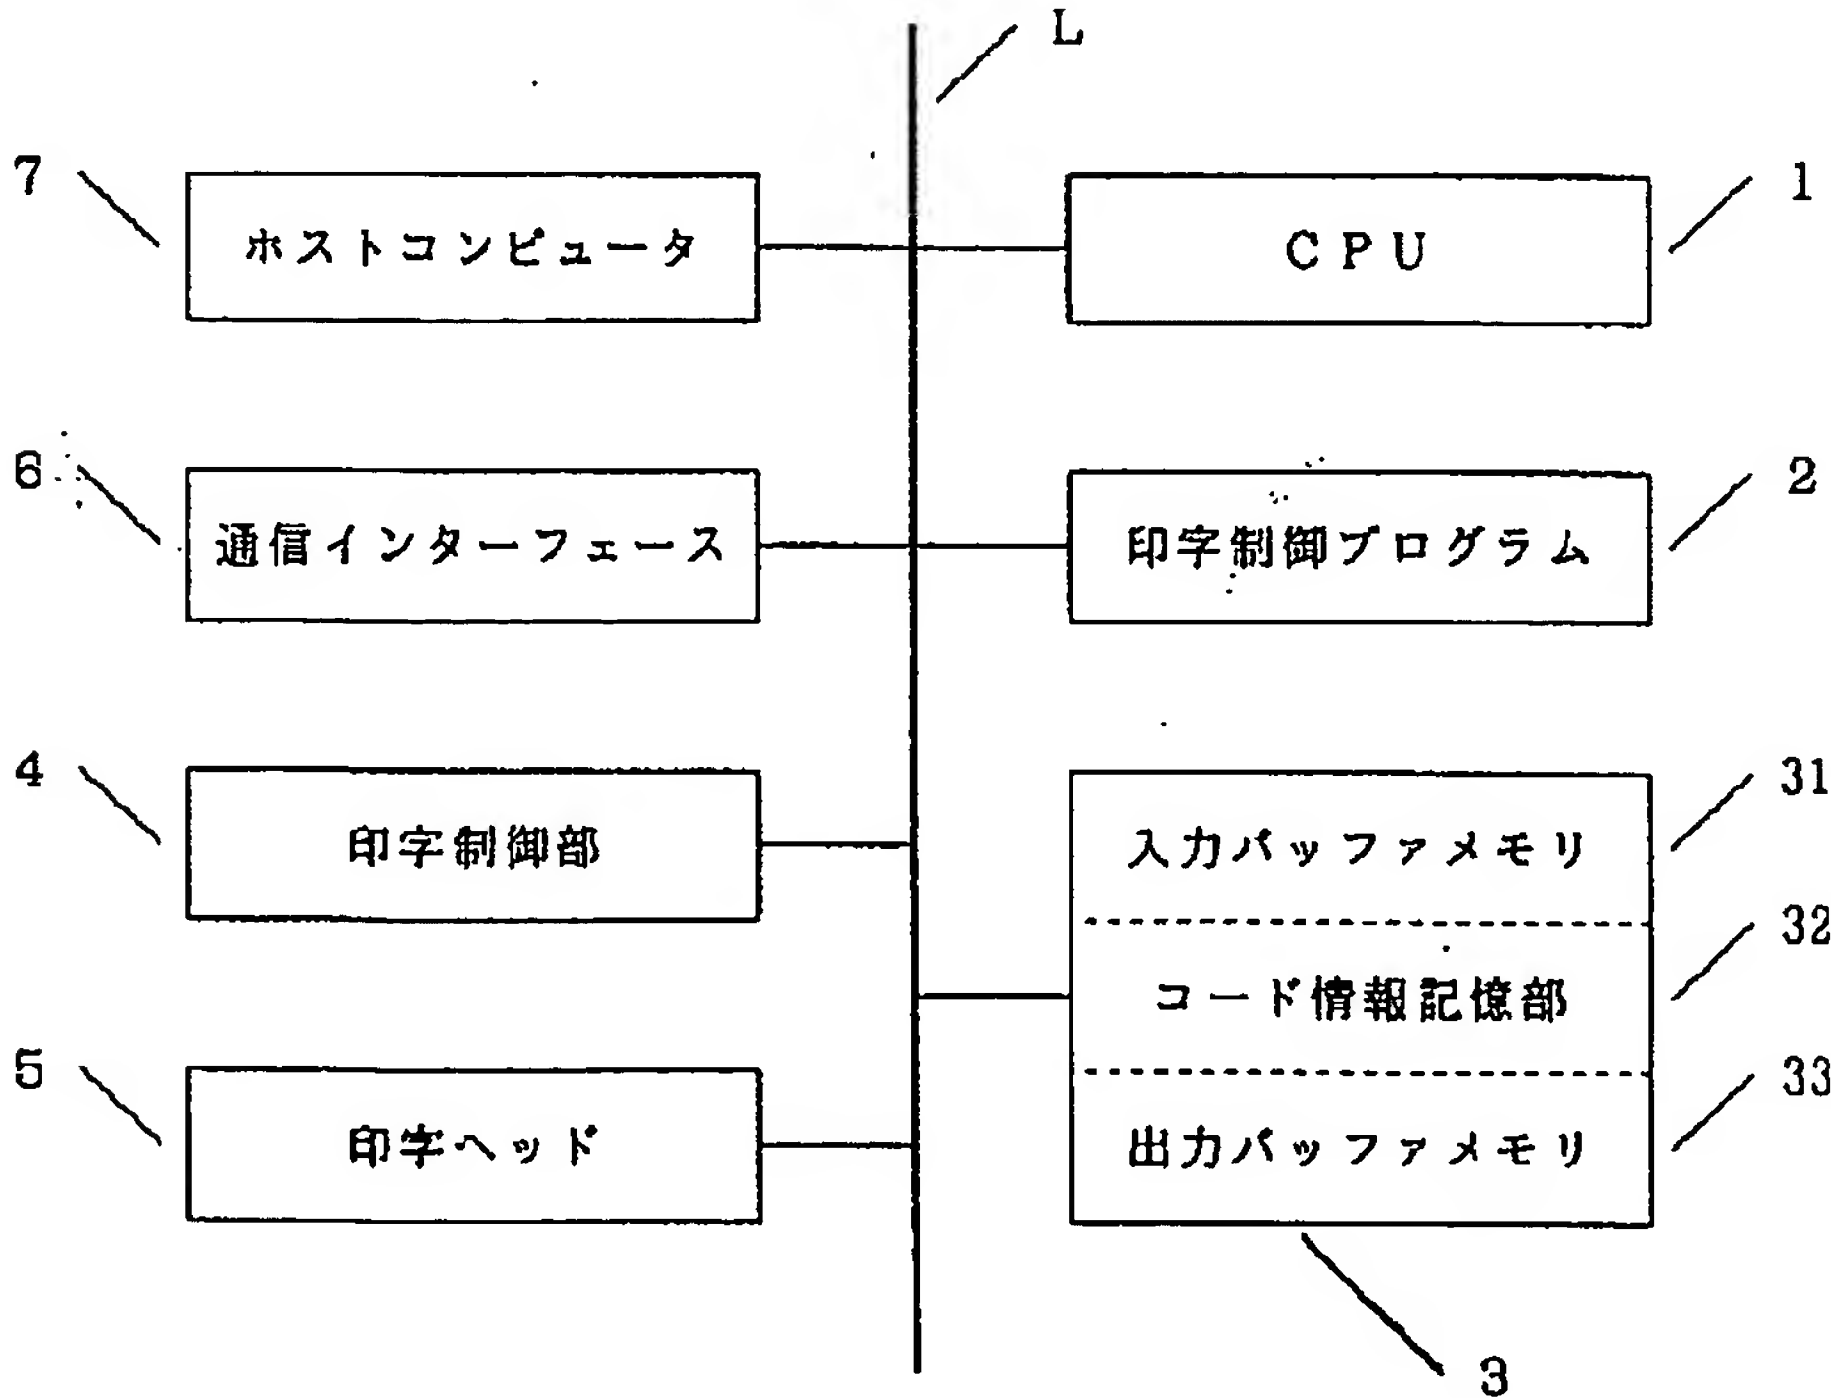 L
7
ホストコンピュータ
CPU
1
6
通信インターフェース
印字制御プログラム
2
4
印字制御部
入力バッファメモリ
31
コード情報記憶部
32
5
印字ヘッド
出力バッファメモリ
33
3